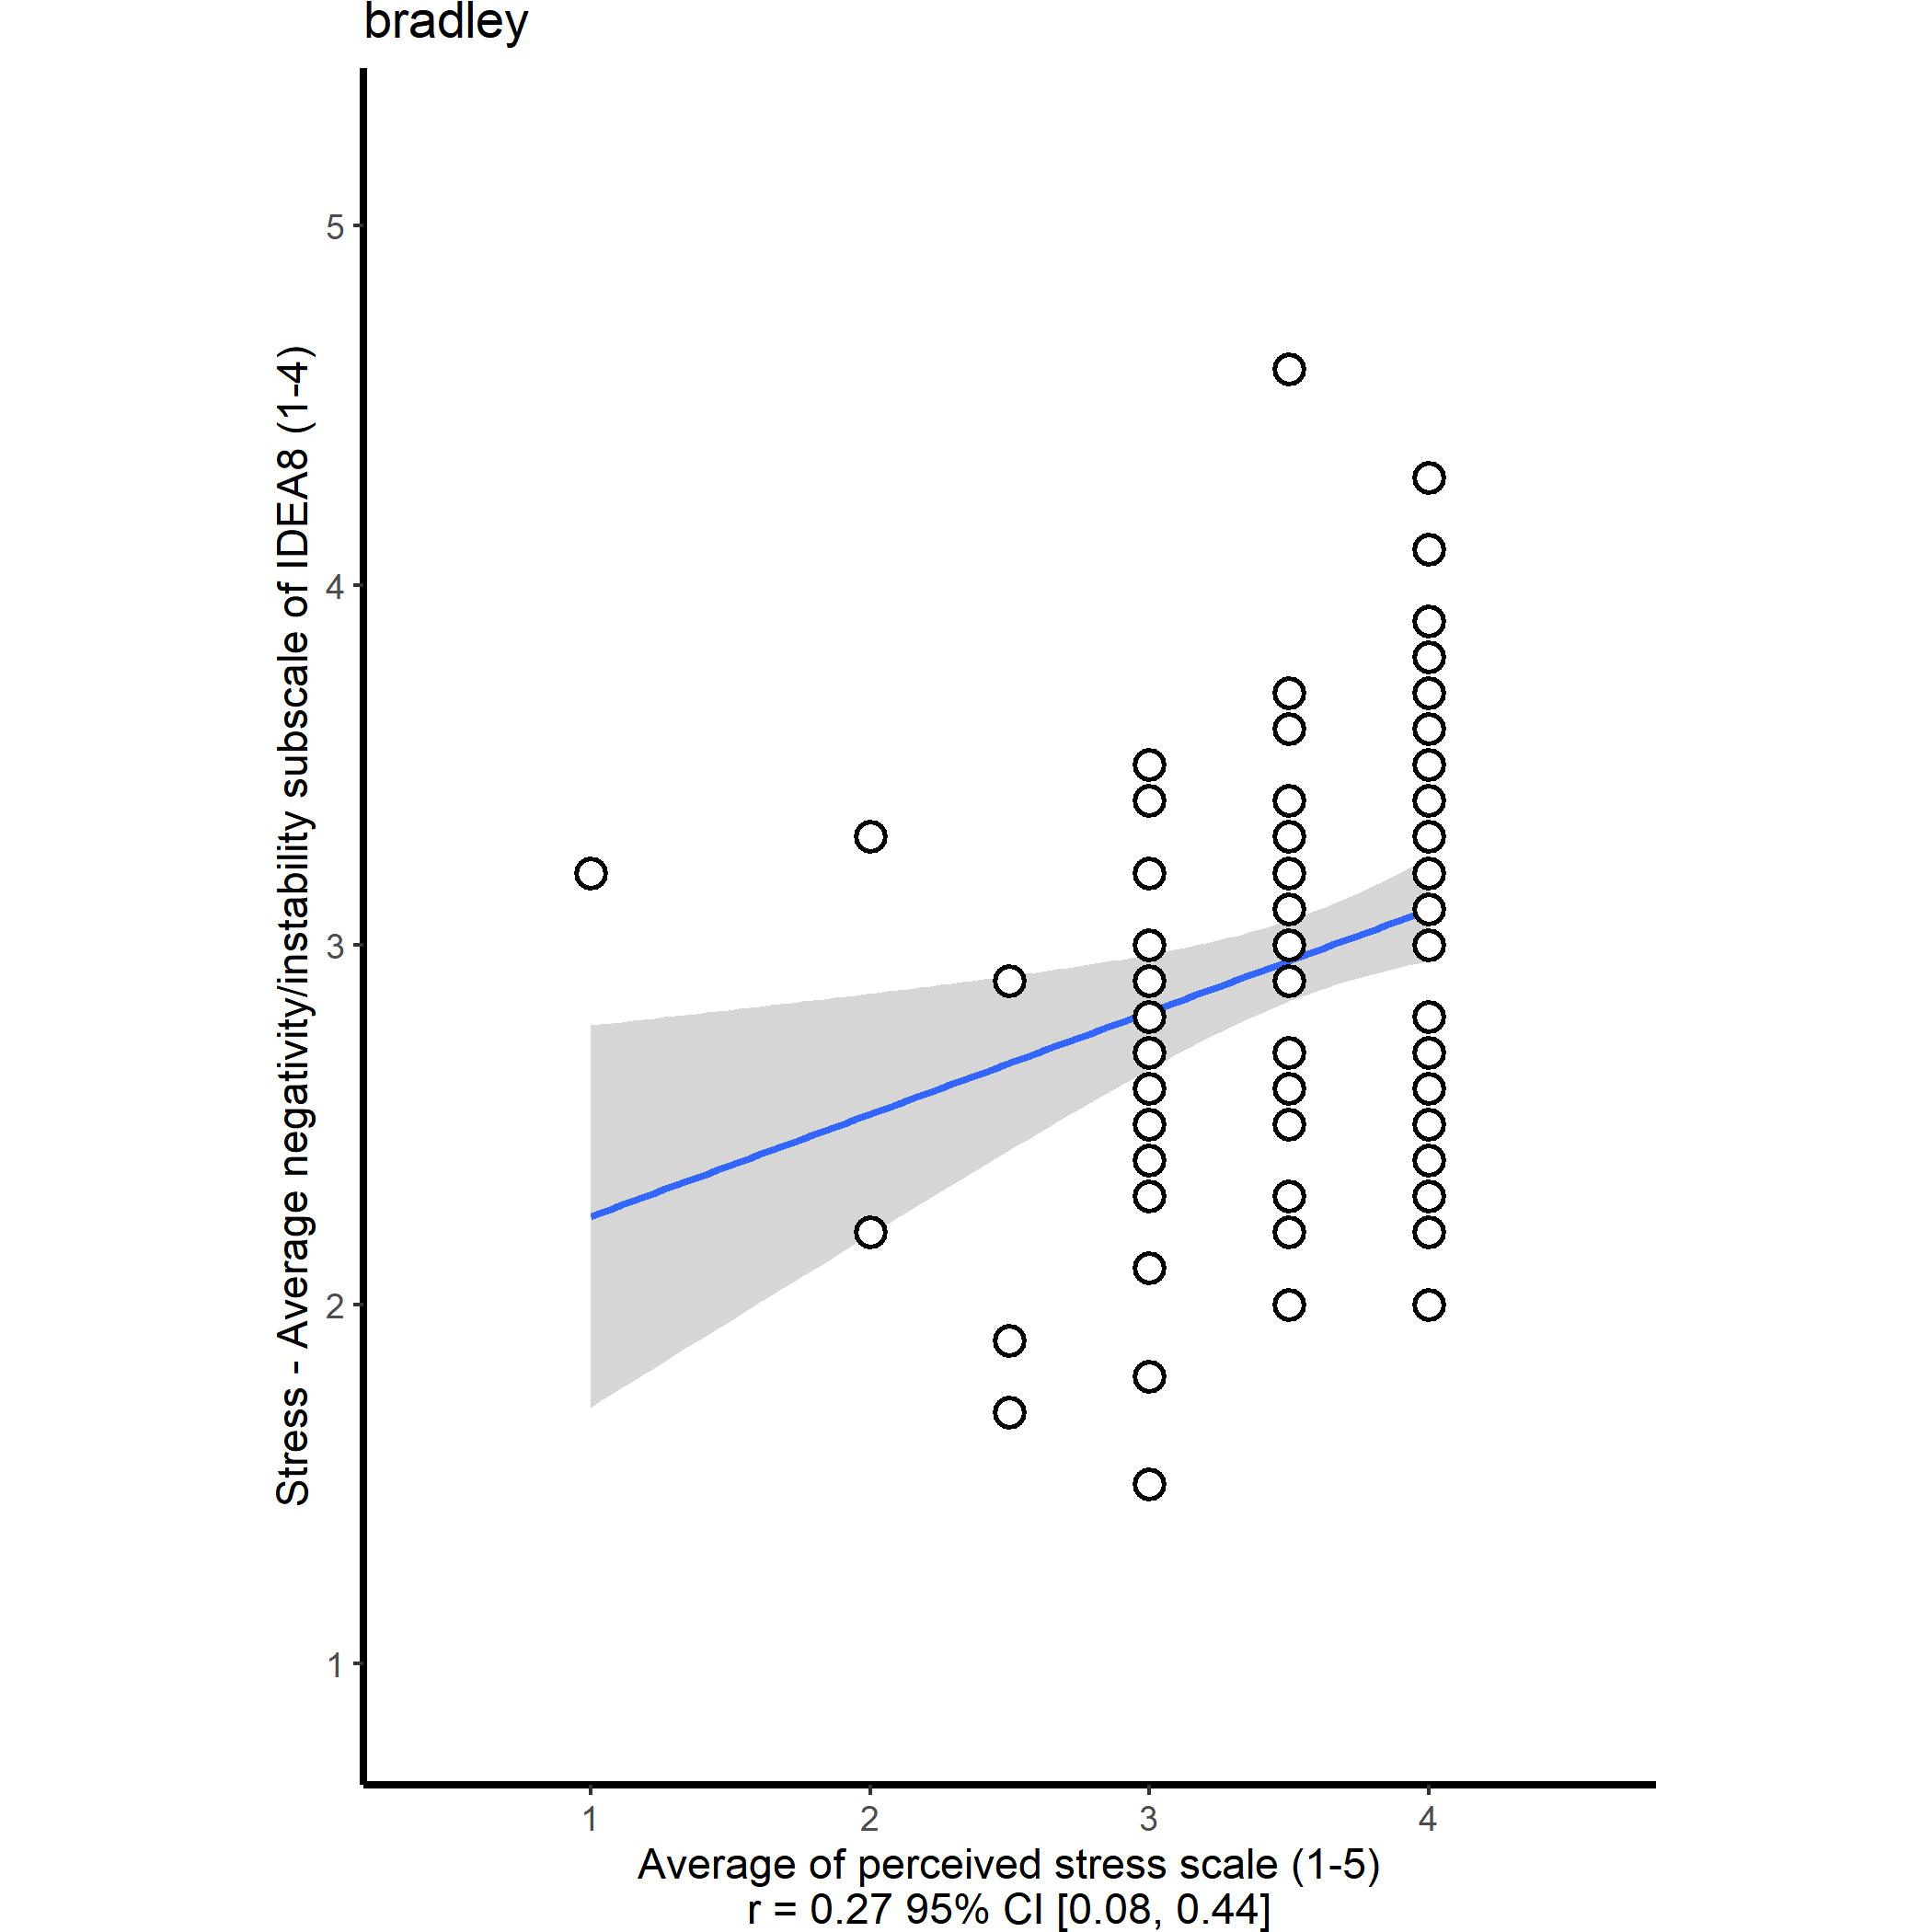 bradley
5
4
3
2
1
Stress - Average negativity/instability subscale of IDEA8 (1-4)
1 2 3 4
Average of perceived stress scale (1-5)
r = 0.27 95% CI [0.08, 0.44]